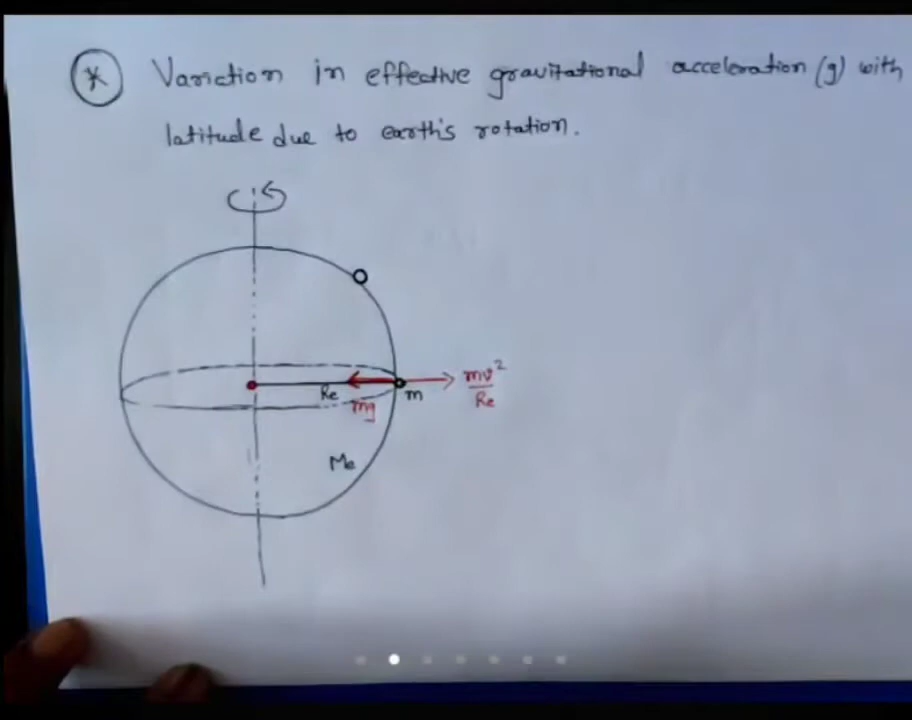 * Variation in effective gravitational acceleration (g) with
latitude due to earth's rotation.
Re
mg
m
mv²
Re
Me